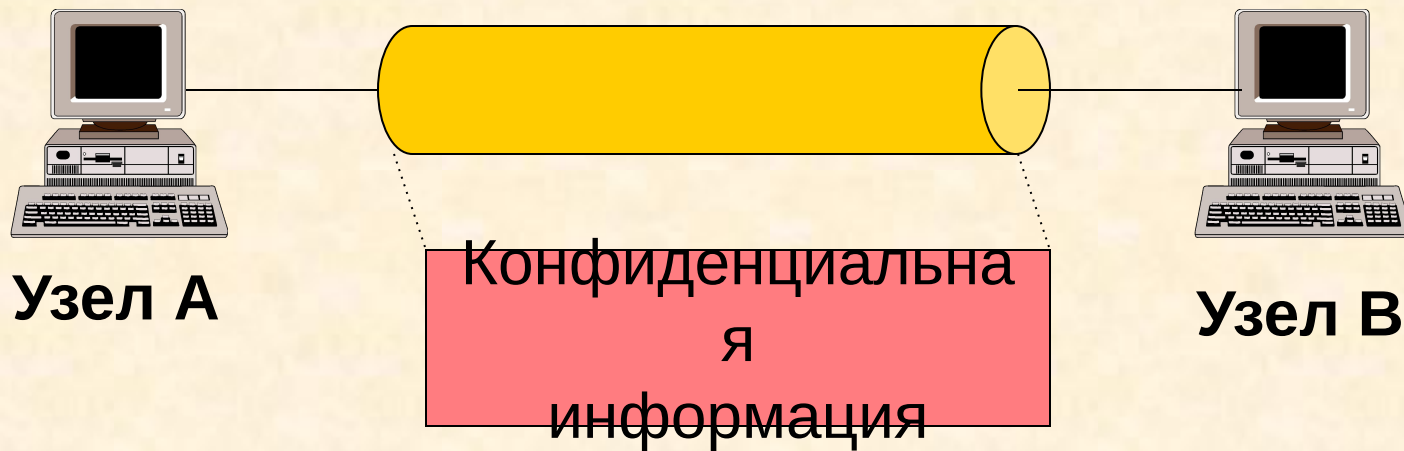 Узел А
Конфиденциальна
я
информация
Узел В